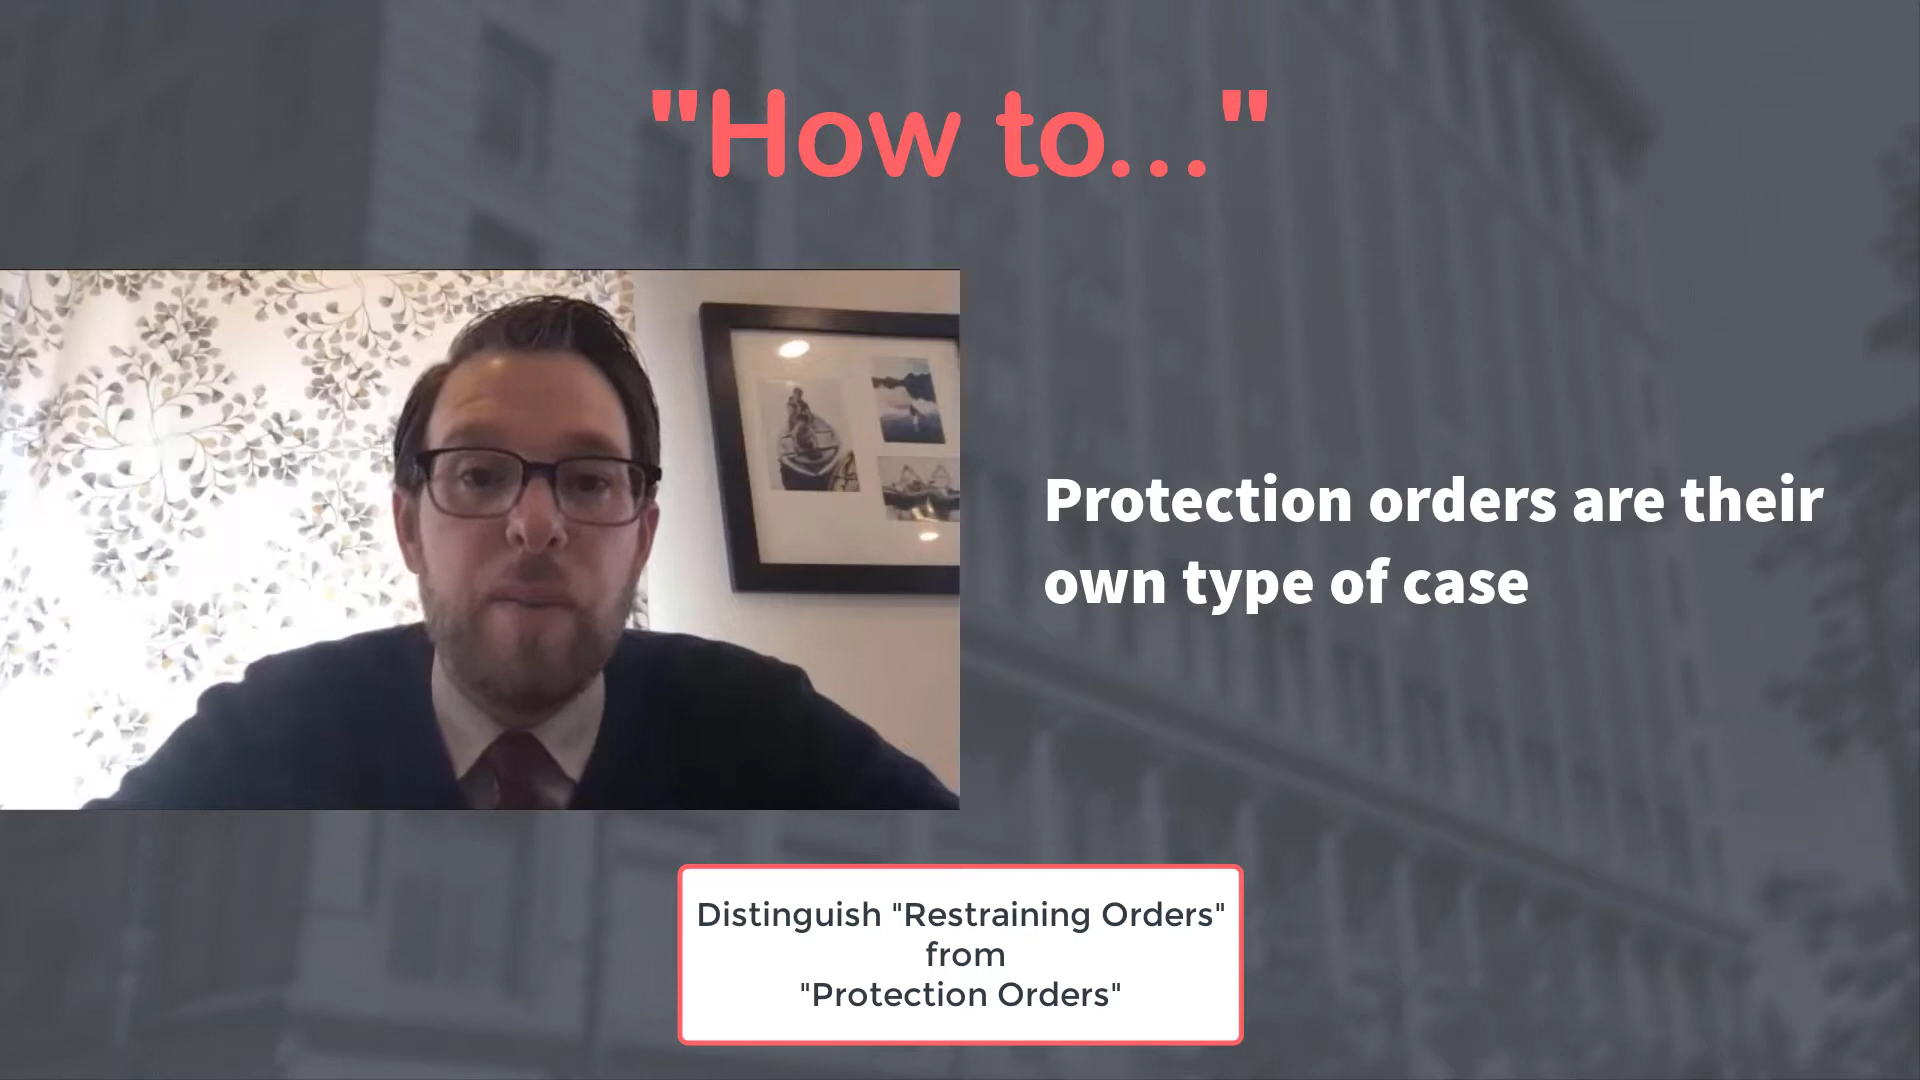 "How to..."
Protection orders are their
own type of case
Distinguish "Restraining Orders"
from
"Protection Orders"